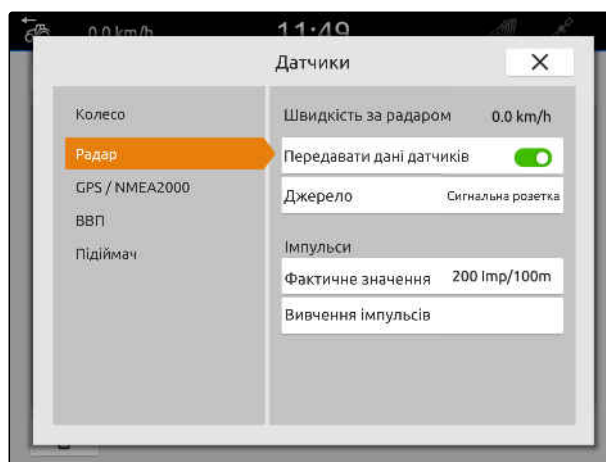 0.0 km/h 11:49
Датчики
Колесо
Радар
GPS / NMEA2000
ВВП
Підіймач
Швидкість за радаром 0.0 km/h
Передавати дані датчиків
Джерело Сигнальна розетка
Імпульси
Фактичне значення 200 Imp/100m
Вивчення імпульсів